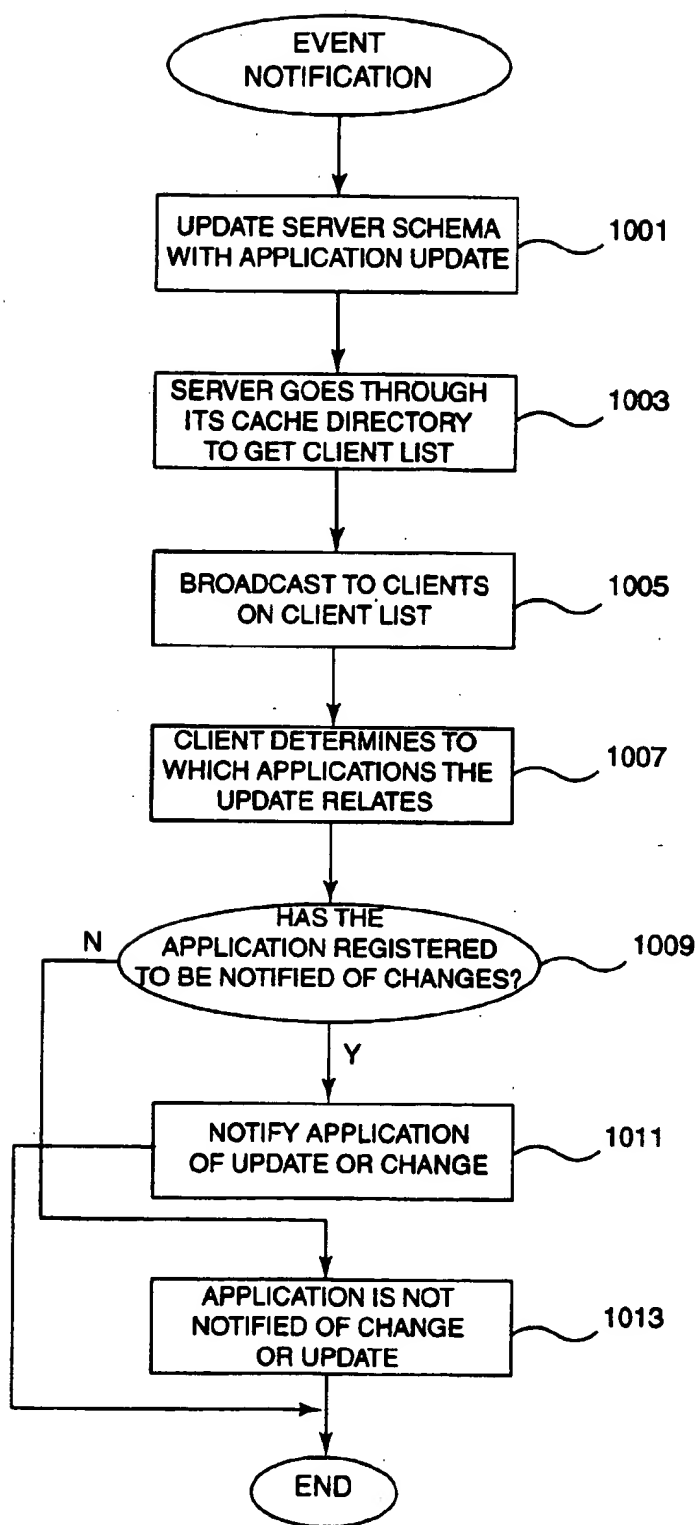 EVENT
NOTIFICATION
UPDATE SERVER SCHEMA
WITH APPLICATION UPDATE
1001
SERVER GOES THROUGH
ITS CACHE DIRECTORY
TO GET CLIENT LIST
1003
BROADCAST TO CLIENTS
ON CLIENT LIST
1005
CLIENT DETERMINES TO
WHICH APPLICATIONS THE
UPDATE RELATES
1007
HAS THE
APPLICATION REGISTERED
TO BE NOTIFIED OF CHANGES?
1009
N
Y
NOTIFY APPLICATION
OF UPDATE OR CHANGE
1011
APPLICATION IS NOT
NOTIFIED OF CHANGE
OR UPDATE
1013
END